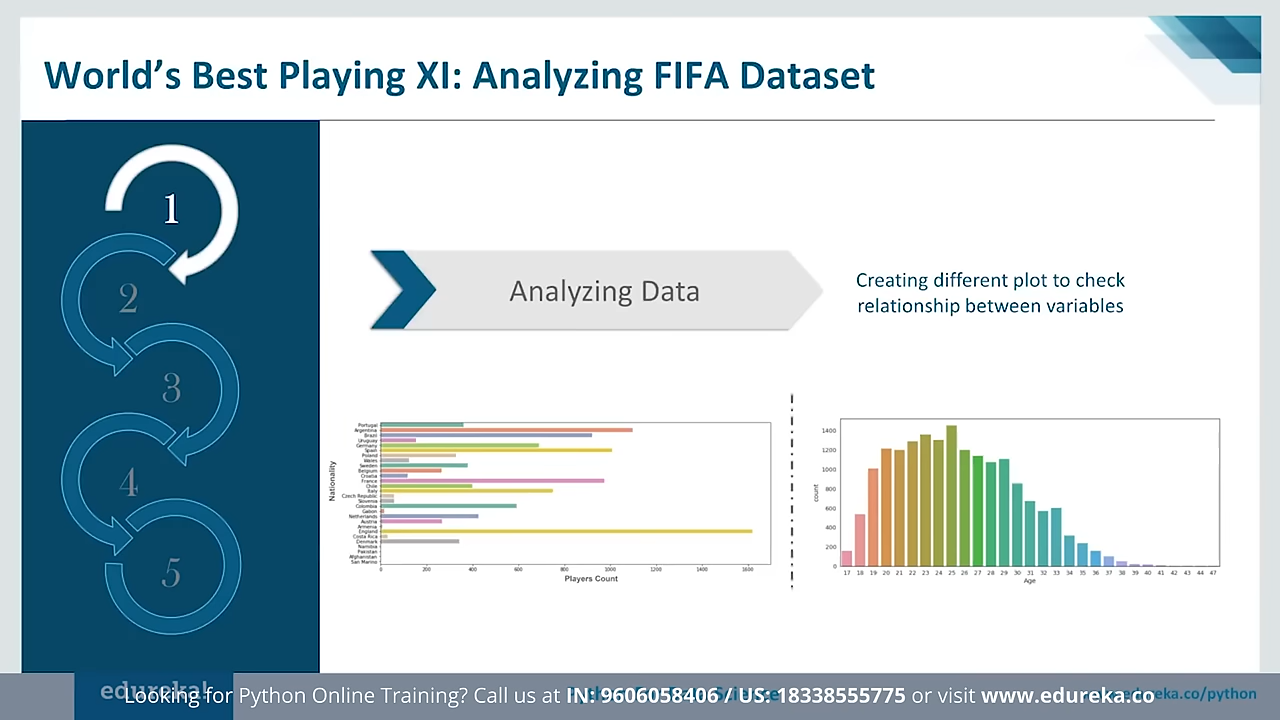 World's Best Playing XI: Analyzing FIFA Dataset
1
2
3
4
5
Analyzing Data
Creating different plot to check
relationship between variables
Nationality
Portugal
Argentina
Brazil
Uruguay
Germany
Spain
Poland
Wales
Sweden
Belgium
Croatia
France
Chile
Italy
Czech Republic
Slovenia
Colombia
Gabon
Netherlands
Austria
Armenia
England
Costa Rica
Denmark
Namibia
Pakistan
Afghanistan
San Marino
0 200 400 600 800 1000 1200 1400 1600
Players Count
count
1400
1200
1000
800
600
400
200
0
17 18 19 20 21 22 23 24 25 26 27 28 29 30 31 32 33 34 35 36 37 38 39 40 41 42 43 44 47
Age
edureka!
Looking for Python Online Training? Call us at IN: 9606058406 / US: 18338555775 or visit www.edureka.co
edureka.co/python